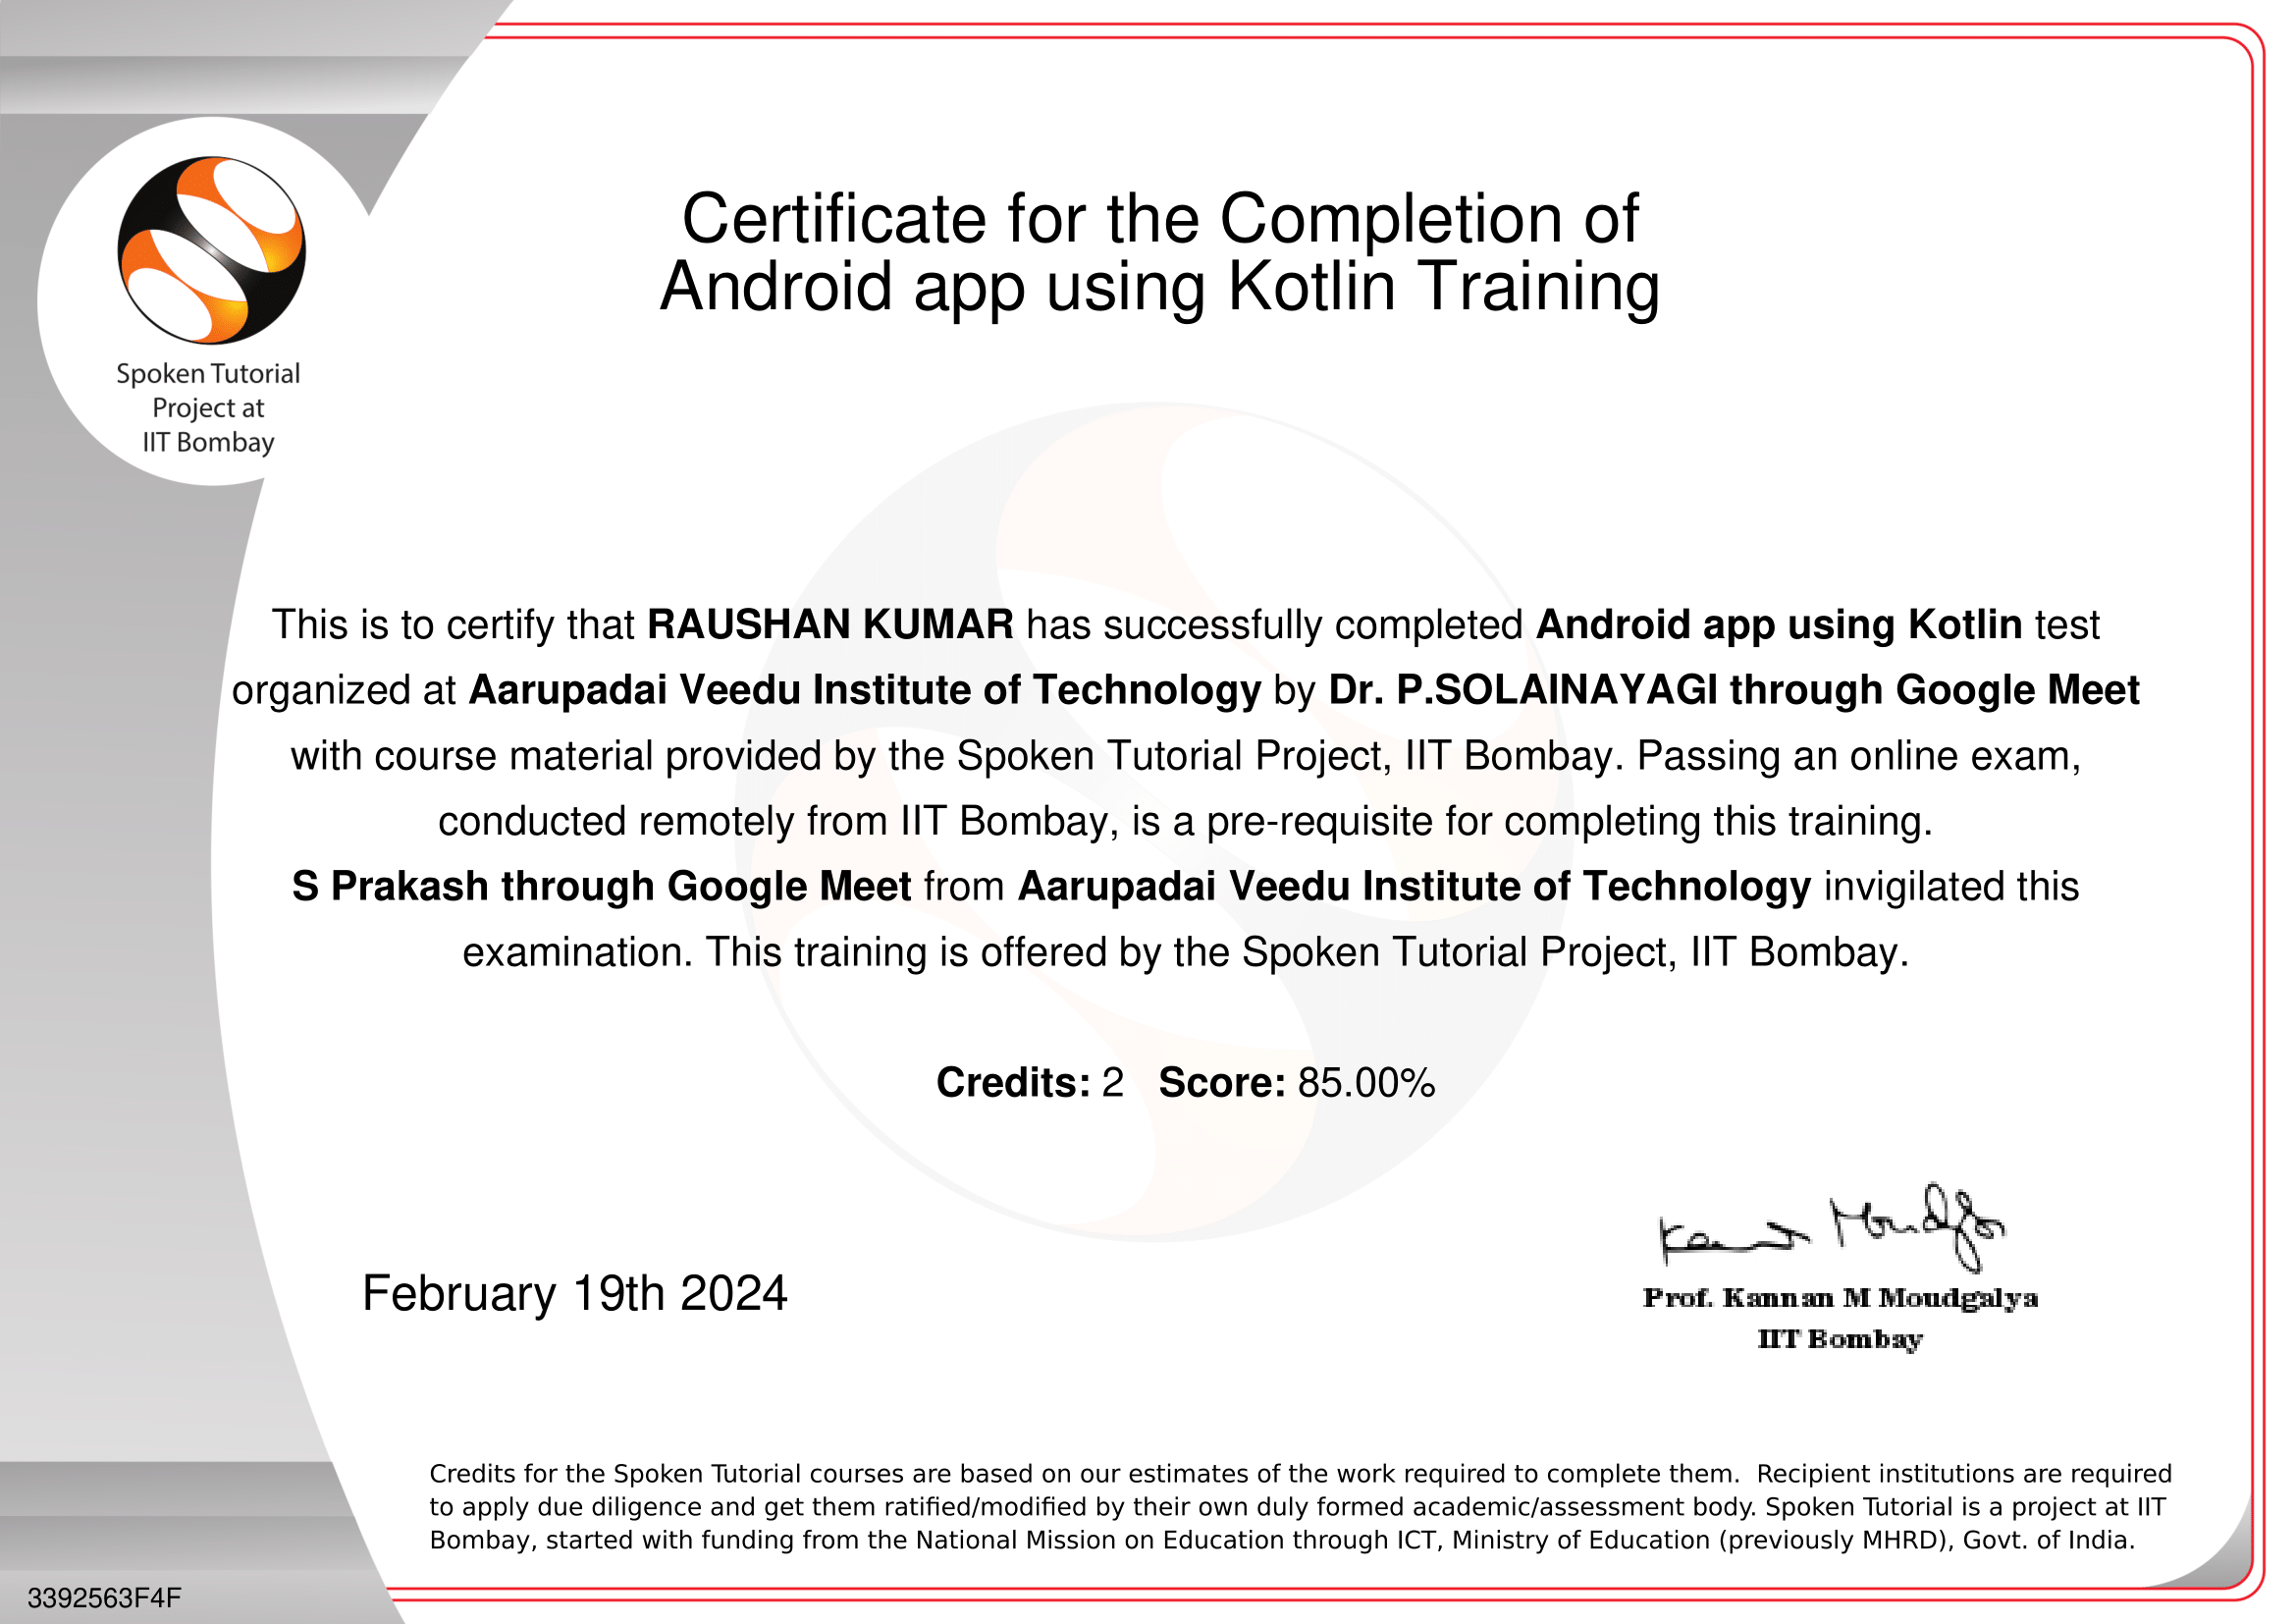 Certificate for the Completion of
Android app using Kotlin Training
Spoken Tutorial
Project at
IIT Bombay
This is to certify that RAUSHAN KUMAR has successfully completed Android app using Kotlin test
organized at Aarupadai Veedu Institute of Technology by Dr. P.SOLAINAYAGI through Google Meet
with course material provided by the Spoken Tutorial Project, IIT Bombay. Passing an online exam,
conducted remotely from IIT Bombay, is a pre-requisite for completing this training.
S Prakash through Google Meet from Aarupadai Veedu Institute of Technology invigilated this
examination. This training is offered by the Spoken Tutorial Project, IIT Bombay.
Credits: 2 Score: 85.00%
February 19th 2024
Prof. Kannan M Moudgalya
IIT Bombay
Credits for the Spoken Tutorial courses are based on our estimates of the work required to complete them. Recipient institutions are required
to apply due diligence and get them ratified/modified by their own duly formed academic/assessment body. Spoken Tutorial is a project at IIT
Bombay, started with funding from the National Mission on Education through ICT, Ministry of Education (previously MHRD), Govt. of India.
3392563F4F